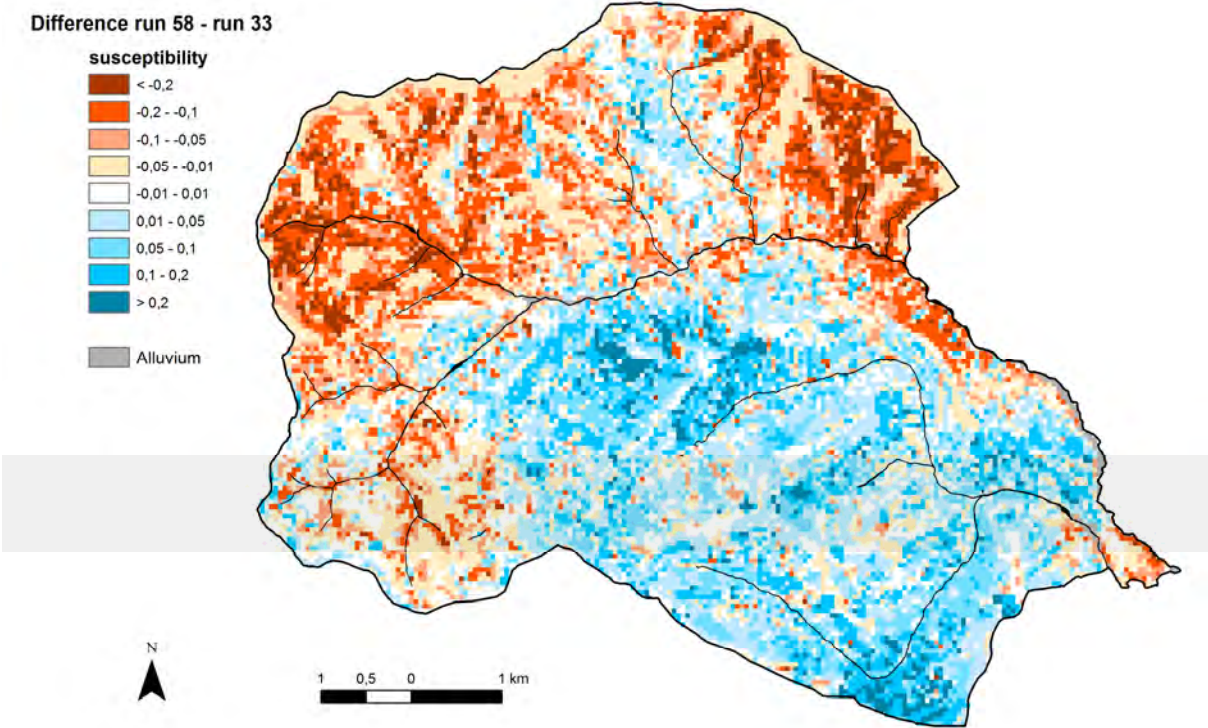 Difference run 58 - run 33
susceptibility
< -0,2
-0,2 - -0,1
-0,1 - -0,05
-0,05 - -0,01
-0,01 - 0,01
0,01 - 0,05
0,05 - 0,1
0,1 - 0,2
> 0,2
Alluvium
N
1 0,5 0 1 km